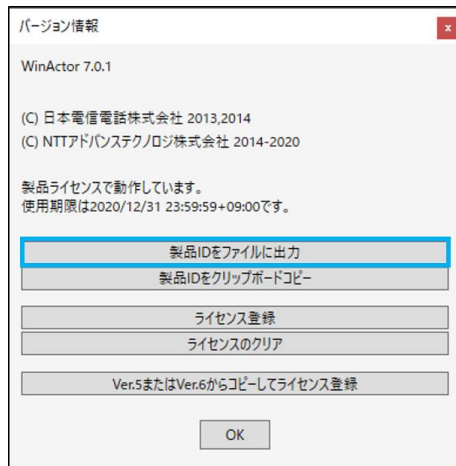 バージョン情報
x
WinActor 7.0.1
(C) 日本電信電話株式会社 2013,2014
(C) NTTアドバンステクノロジ株式会社 2014-2020
製品ライセンスで動作しています。
使用期限は2020/12/31 23:59:59+09:00です。
製品IDをファイルに出力
製品IDをクリップボードコピー
ライセンス登録
ライセンスのクリア
Ver.5またはVer.6からコピーしてライセンス登録
OK